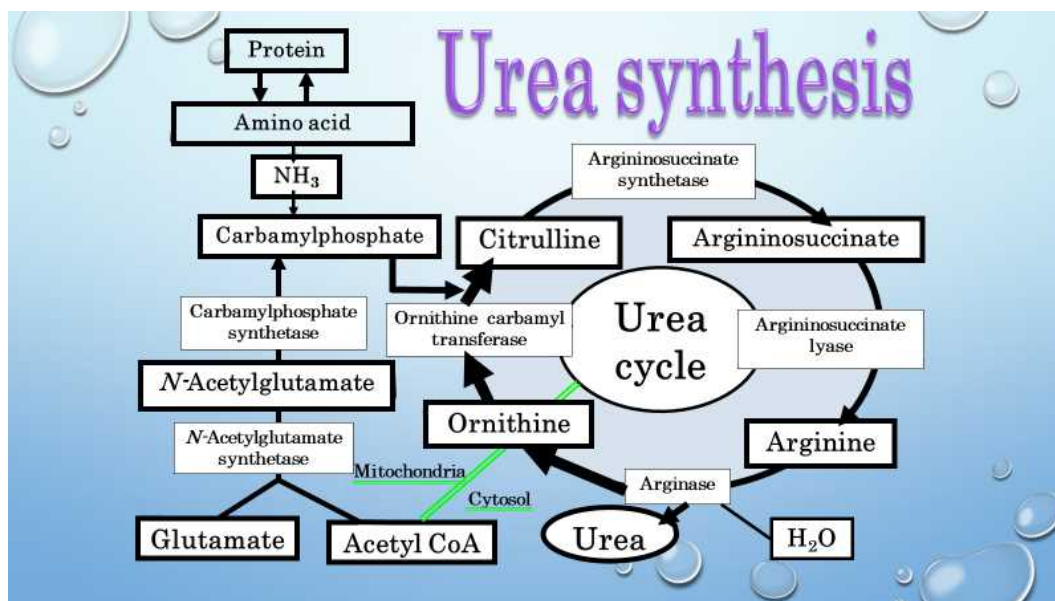 Urea synthesis
Protein
Amino acid
NH₃
Carbamylphosphate
Carbamylphosphate
synthetase
N-Acetylglutamate
N-Acetylglutamate
synthetase
Glutamate
Acetyl CoA
Mitochondria
Cytosol
Argininosuccinate
synthetase
Citrulline
Argininosuccinate
Ornithine carbamyl
transferase
Urea
cycle
Argininosuccinate
lyase
Ornithine
Arginine
Arginase
Urea
H₂O